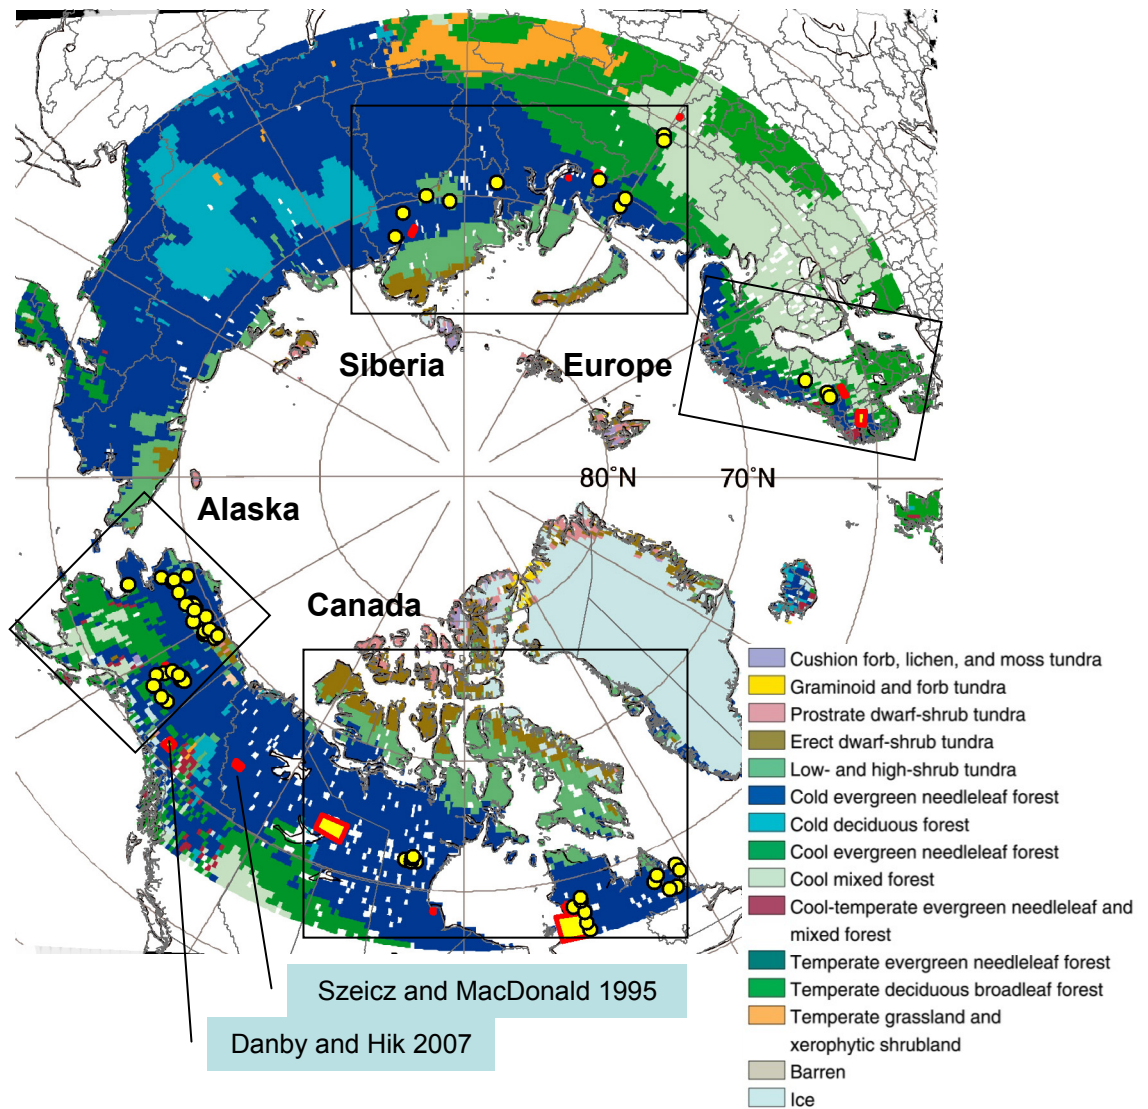 Siberia
Europe
80°N
70°N
Alaska
Canada
Cushion forb, lichen, and moss tundra
Graminoid and forb tundra
Prostrate dwarf-shrub tundra
Erect dwarf-shrub tundra
Low- and high-shrub tundra
Cold evergreen needleleaf forest
Cold deciduous forest
Cool evergreen needleleaf forest
Cool mixed forest
Cool-temperate evergreen needleleaf and
mixed forest
Temperate evergreen needleleaf forest
Temperate deciduous broadleaf forest
Temperate grassland and
xerophytic shrubland
Barren
Ice
Szeicz and MacDonald 1995
Danby and Hik 2007